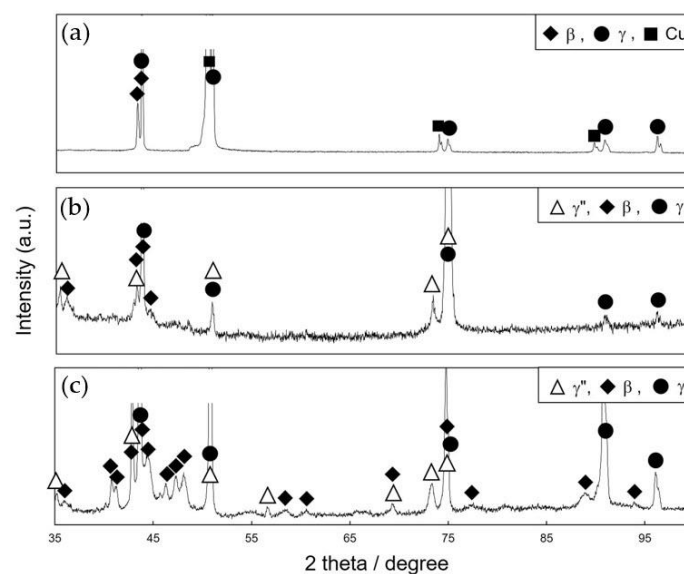 (a)
◆ β, ● γ, ■ Cu
(b)
△ γ", ◆ β, ● γ
(c)
△ γ", ◆ β, ● γ
Intensity (a.u.)
35 45 55 65 75 85 95
2 theta / degree